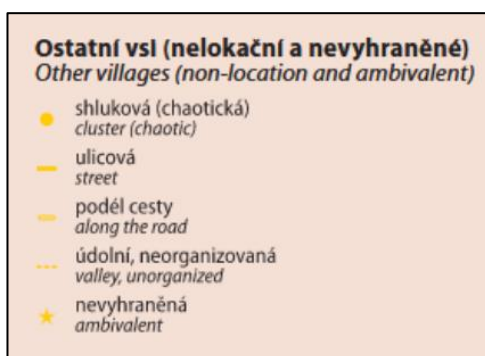 Ostatní vsI (nelokační a nevyhraněné)
Other villages (non-location and ambivalent)
shluková (chaotická)
cluster (chaotic)
ulicová
street
podél cesty
along the road
údolní, neorganizovaná
valley, unorganized
nevyhraněná
ambivalent